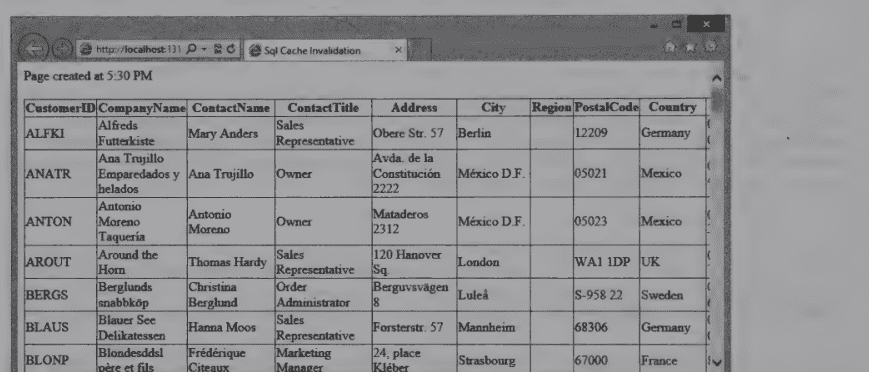 http://localhost:131
Sql Cache Invalidation
Page created at 5:30 PM
CustomerID CompanyName ContactName ContactTitle Address City Region PostalCode Country
ALFKI Alfreds Futterkiste Mary Anders Sales Representative Obere Str. 57 Berlin 12209 Germany
ANATR Ana Trujillo Emparedados y helados Ana Trujillo Owner Avda. de la Constitución 2222 México D.F. 05021 Mexico
ANTON Antonio Moreno Taquería Antonio Moreno Owner Mataderos 2312 México D.F. 05023 Mexico
AROUT Around the Horn Thomas Hardy Sales Representative 120 Hanover Sq. London WA1 1DP UK
BERGS Berglunds snabbköp Christina Berglund Order Administrator Berguvsvägen 8 Luleå S-958 22 Sweden
BLAUS Blauer See Delikatessen Hanna Moos Sales Representative Forsterstr. 57 Mannheim 68306 Germany
BLONP Blondesddsl père et fils Frédérique Citeaux Marketing Manager 24, place Kléber Strasbourg 67000 France